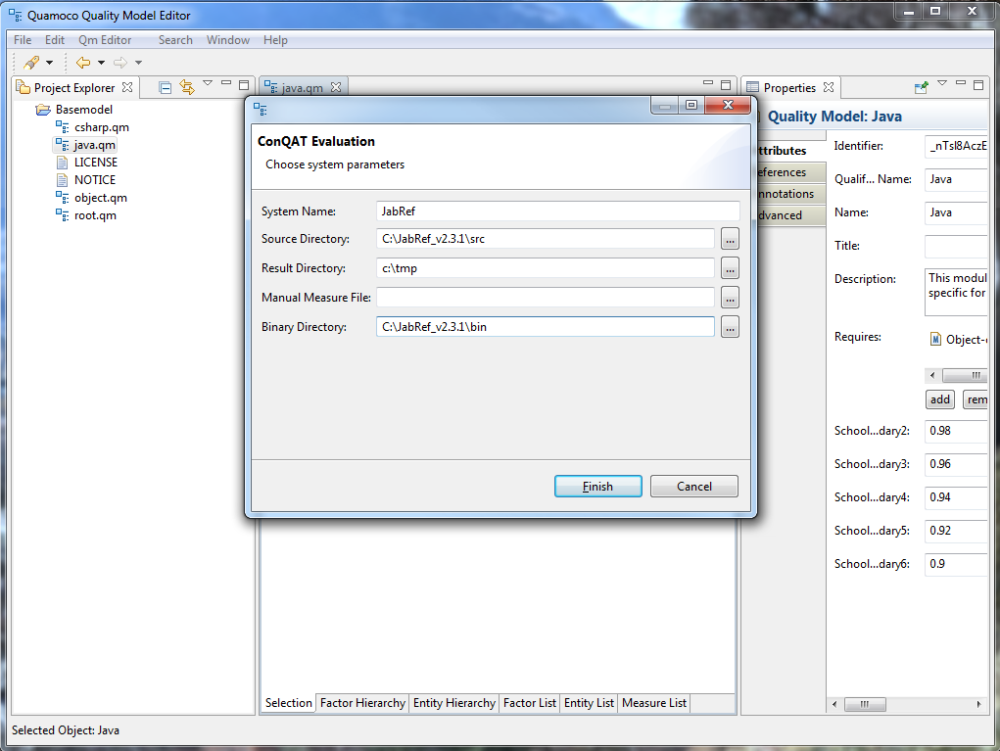 Quamoco Quality Model Editor
File Edit Qm Editor Search Window Help
Project Explorer
Basemodel
csharp.qm
java.qm
LICENSE
NOTICE
object.qm
root.qm
java.qm
ConQAT Evaluation
Choose system parameters
System Name: JabRef
Source Directory: C:\JabRef_v2.3.1\src ...
Result Directory: c:\tmp ...
Manual Measure File: ...
Binary Directory: C:\JabRef_v2.3.1\bin ...
Finish Cancel
Selection Factor Hierarchy Entity Hierarchy Factor List Entity List Measure List
Properties
Quality Model: Java
ttributes
eferences
nnotations
dvanced
Identifier: _nTsI8AczE
Qualif... Name: Java
Name: Java
Title:
Description: This modul
specific for
Requires: Object-
add rem
School...dary2: 0.98
School...dary3: 0.96
School...dary4: 0.94
School...dary5: 0.92
School...dary6: 0.9
Selected Object: Java